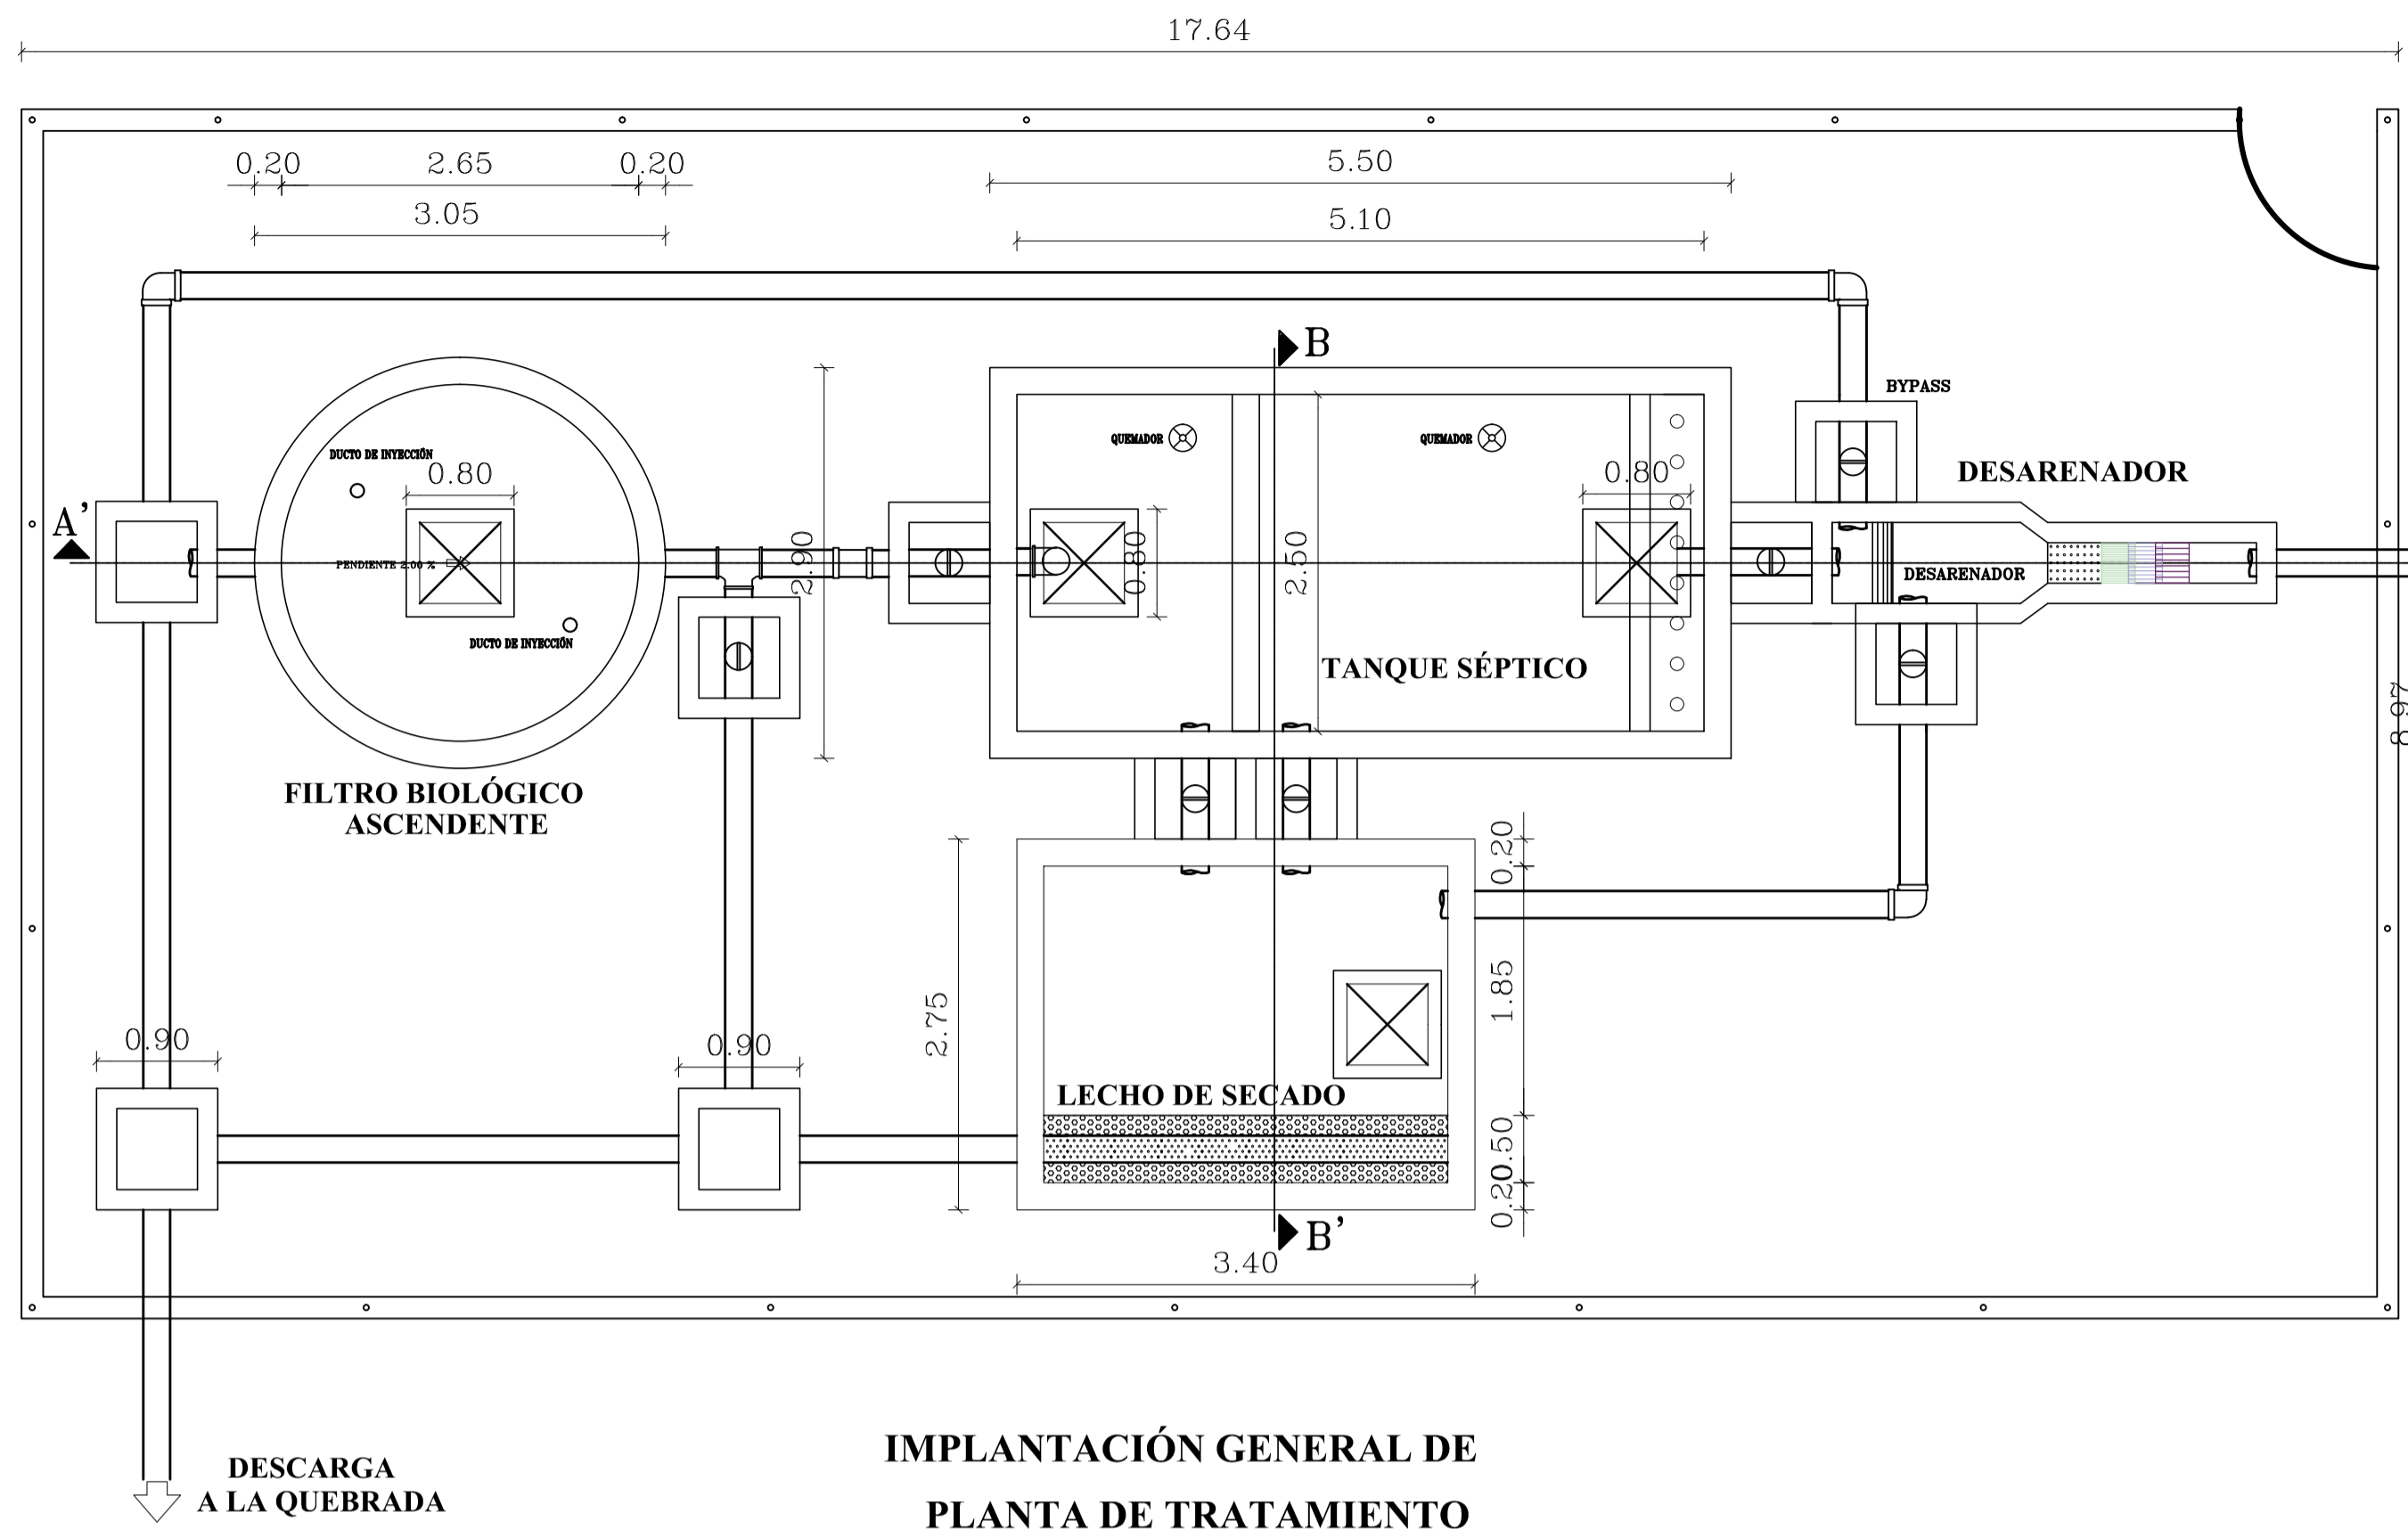 17.64
0.20 2.65 0.20
3.05
5.50
5.10
B
BYPASS
QUEMADOR
QUEMADOR
DUCTO DE INYECCIÓN
0.80
0.80
DESARENADOR
A'
PENDIENTE 2.00 %
2.90
0.80
2.50
DESARENADOR
DUCTO DE INYECCIÓN
TANQUE SÉPTICO
8.97
FILTRO BIOLÓGICO
ASCENDENTE
0.20
1.85
2.75
0.90
0.90
LECHO DE SECADO
0.50
0.20
B'
3.40
IMPLANTACIÓN GENERAL DE
PLANTA DE TRATAMIENTO
DESCARGA
A LA QUEBRADA